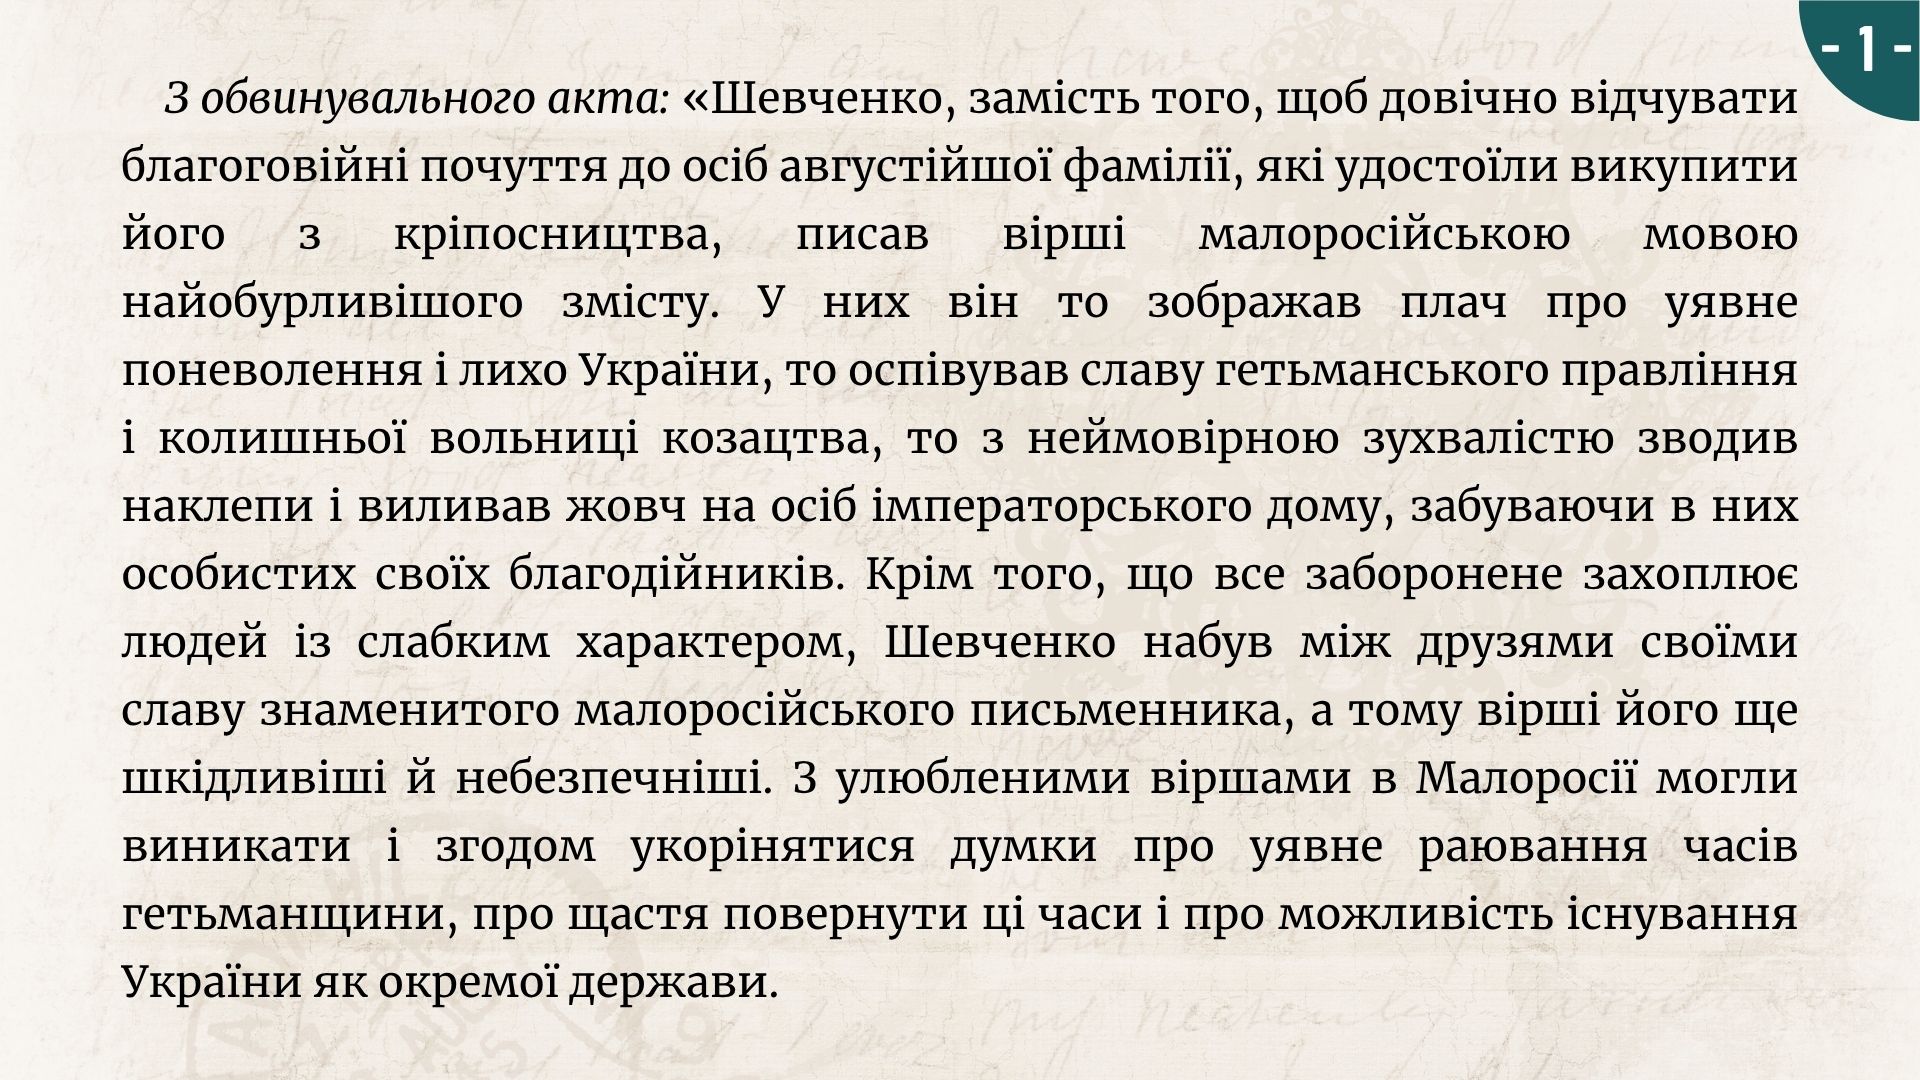 - 1 -
З обвинувального акта: «Шевченко, замість того, щоб довічно відчувати
благоговійні почуття до осіб августійшої фамілії, які удостоїли викупити
його з кріпосництва, писав вірші малоросійською мовою
найобурливішого змісту. У них він то зображав плач про уявне
поневолення і лихо України, то оспівував славу гетьманського правління
і колишньої вольниці козацтва, то з неймовірною зухвалістю зводив
наклепи і виливав жовч на осіб імператорського дому, забуваючи в них
особистих своїх благодійників. Крім того, що все заборонене захоплює
людей із слабким характером, Шевченко набув між друзями своїми
славу знаменитого малоросійського письменника, а тому вірші його ще
шкідливіші й небезпечніші. З улюбленими віршами в Малоросії могли
виникати і згодом укорінятися думки про уявне раювання часів
гетьманщини, про щастя повернути ці часи і про можливість існування
України як окремої держави.